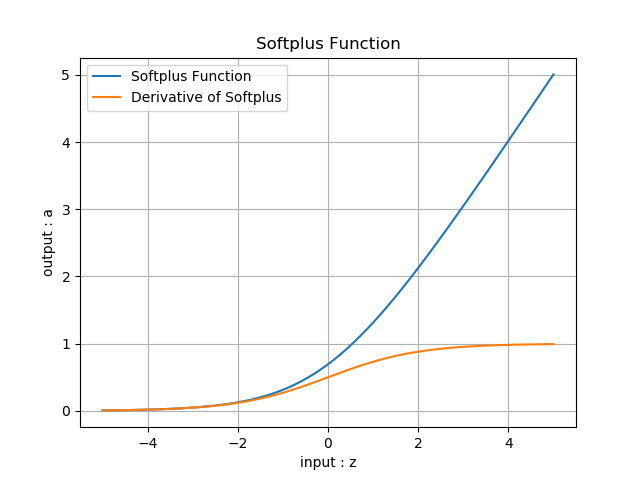 Softplus Function
Softplus Function
Derivative of Softplus
output : a
5
4
3
2
1
0
−4
−2
0
2
4
input : z